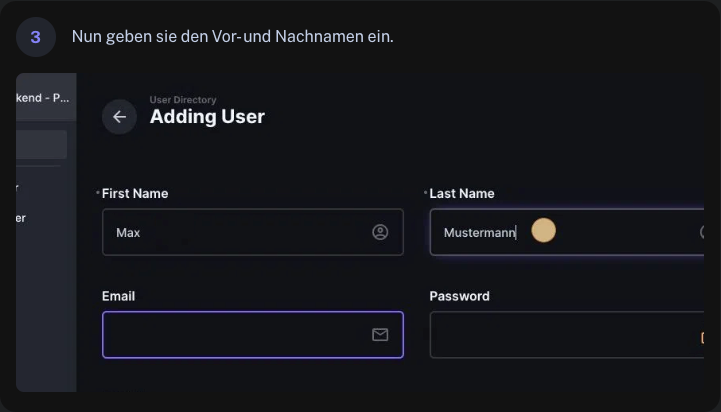 3
Nun geben sie den Vor- und Nachnamen ein.
kend - P...
User Directory
Adding User
r
er
* First Name
* Last Name
Max
Mustermann
Email
Password